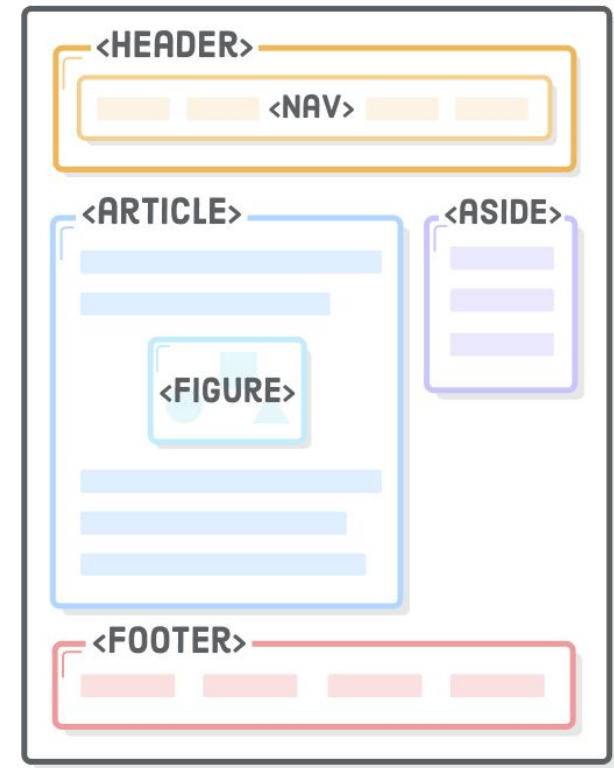 <HEADER>
<NAV>
<ARTICLE>
<ASIDE>
<FIGURE>
<FOOTER>